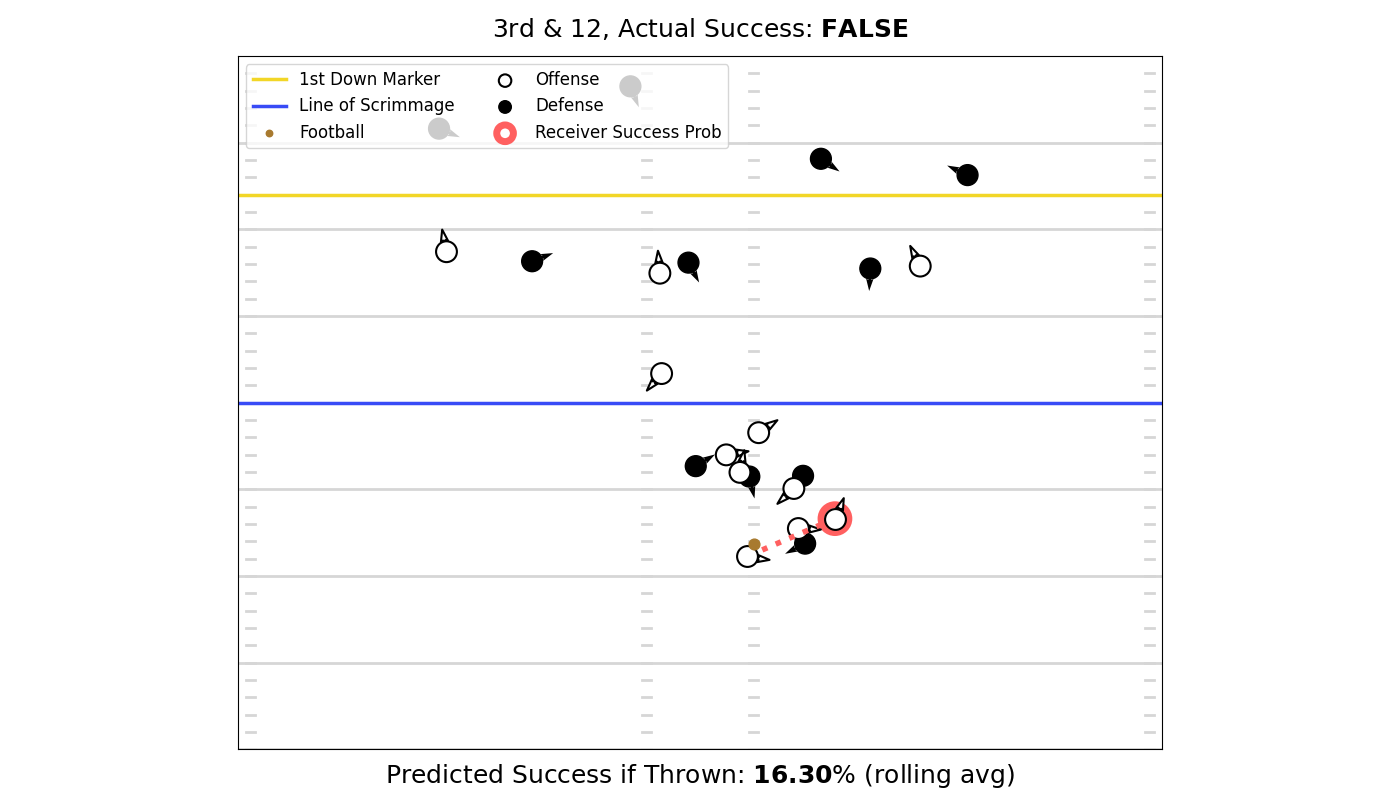 3rd & 12, Actual Success: FALSE
1st Down Marker
Line of Scrimmage
Football
Offense
Defense
Receiver Success Prob
Predicted Success if Thrown: 16.30% (rolling avg)